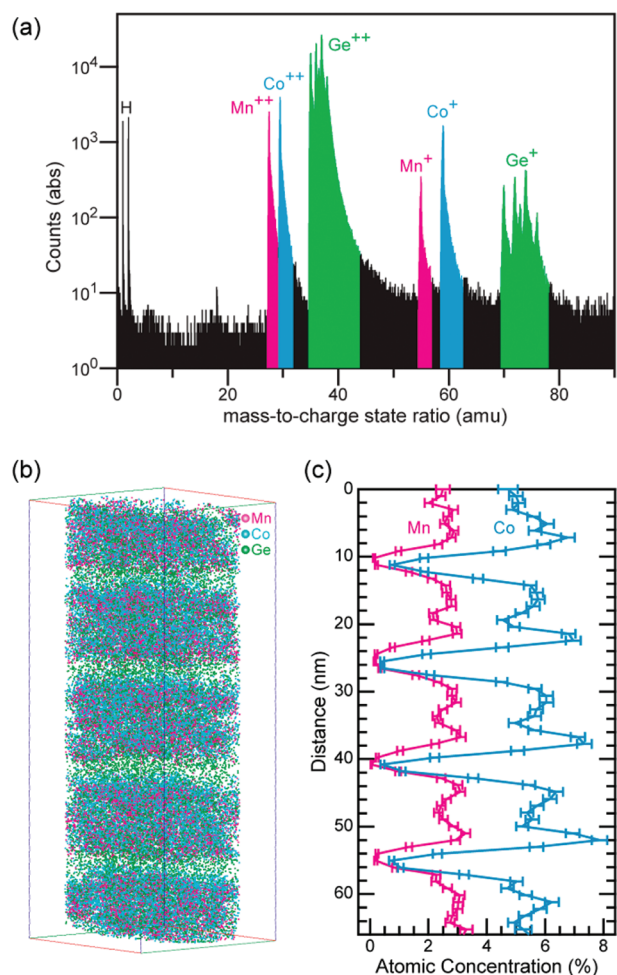 (a)
H
Mn++
Co++
Ge++
Mn+
Co+
Ge+
10^4
10^3
10^2
10^1
10^0
Counts (abs)
0 20 40 60 80
mass-to-charge state ratio (amu)
(b)
Mn
Co
Ge
(c)
Mn Co
0
10
20
30
40
50
60
Distance (nm)
0 2 4 6 8
Atomic Concentration (%)